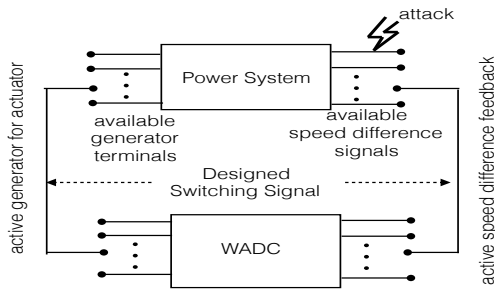 attack
Power System
available
generator
terminals
available
speed difference
signals
Designed
Switching Signal
WADC
active generator for actuator
active speed difference feedback